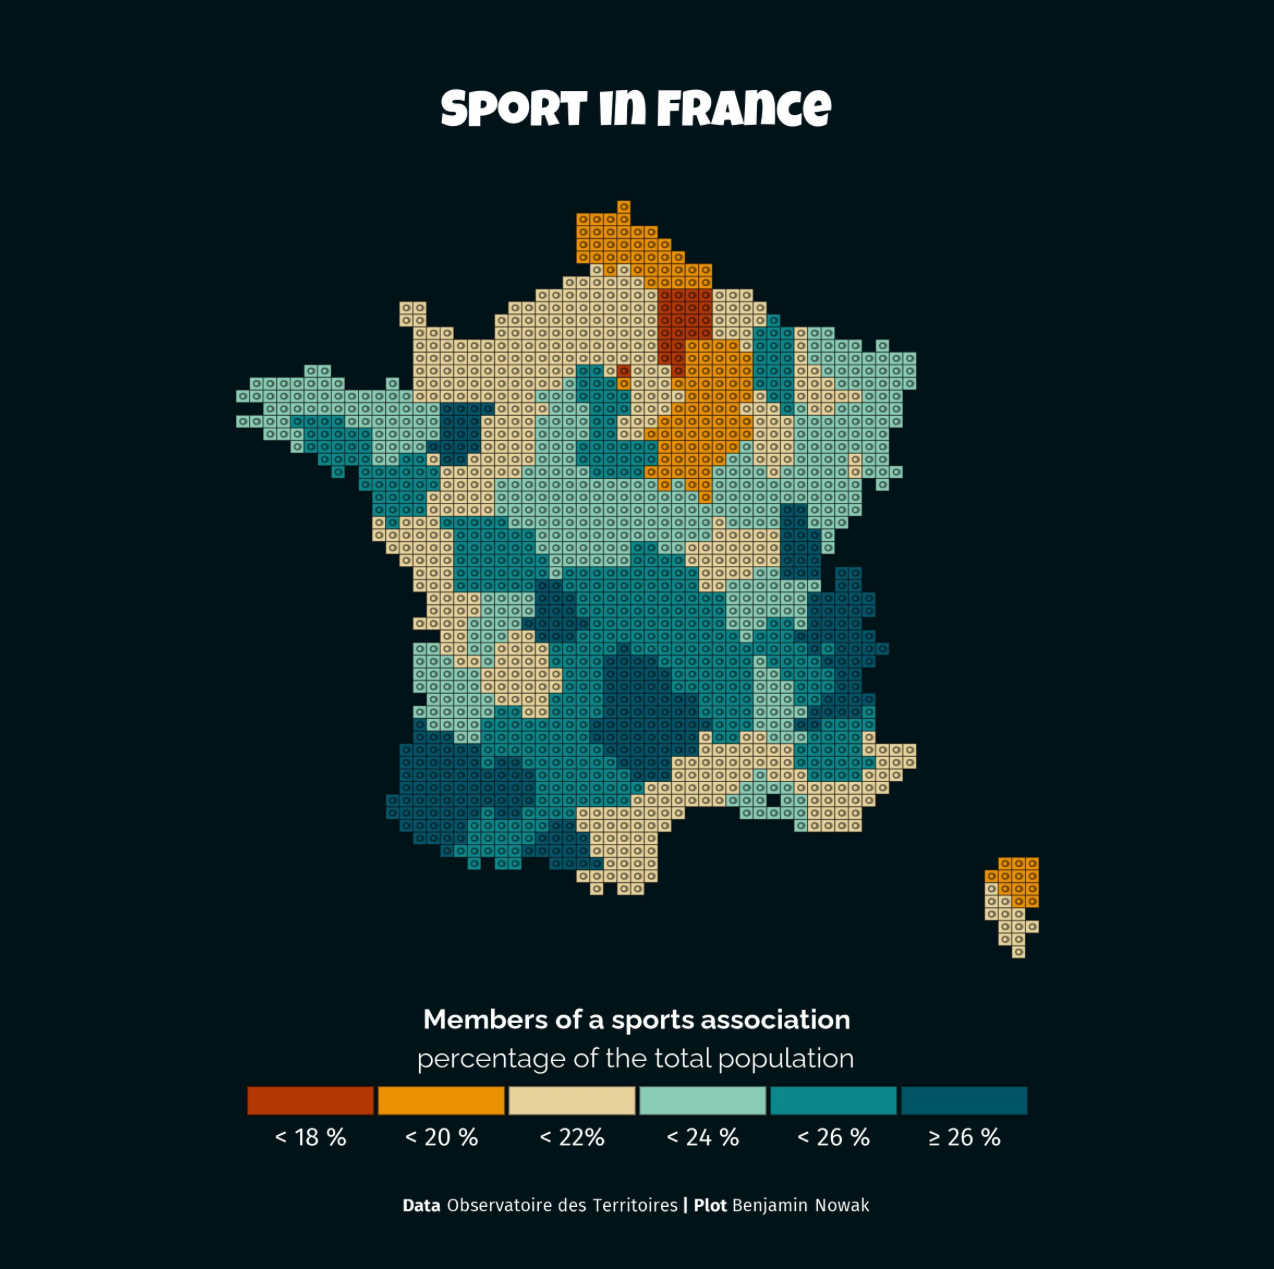 SPORT IN FRANCE
Members of a sports association
percentage of the total population
< 18 % < 20 % < 22% < 24 % < 26 % ≥ 26 %
Data Observatoire des Territoires | Plot Benjamin Nowak